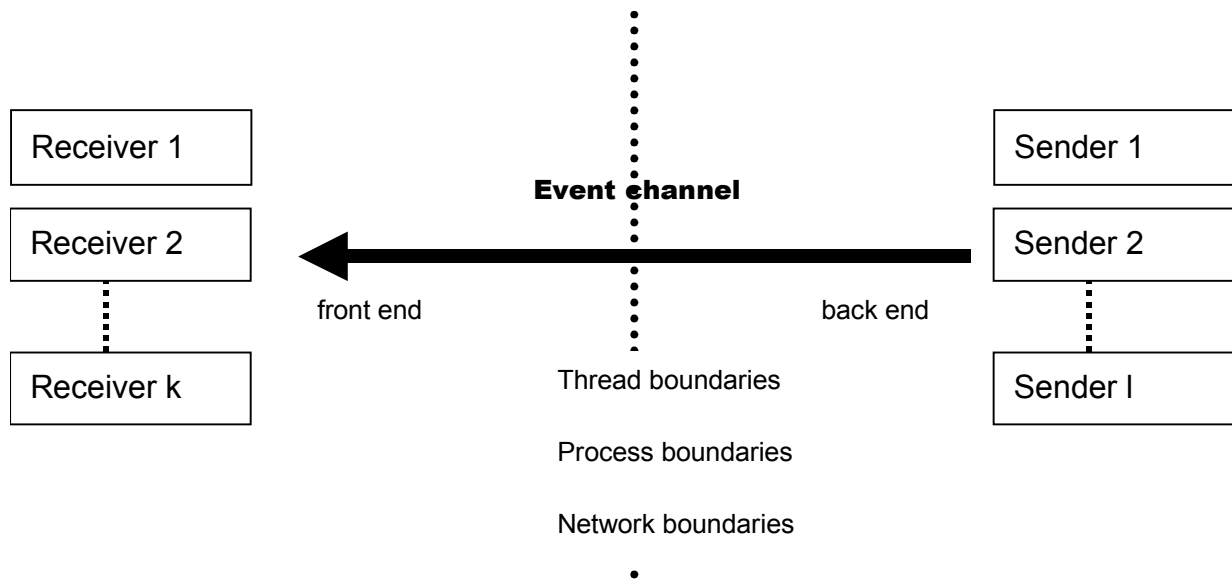 Receiver 1
Sender 1
Event channel
Receiver 2
Sender 2
front end
back end
Receiver k
Thread boundaries
Sender l
Process boundaries
Network boundaries